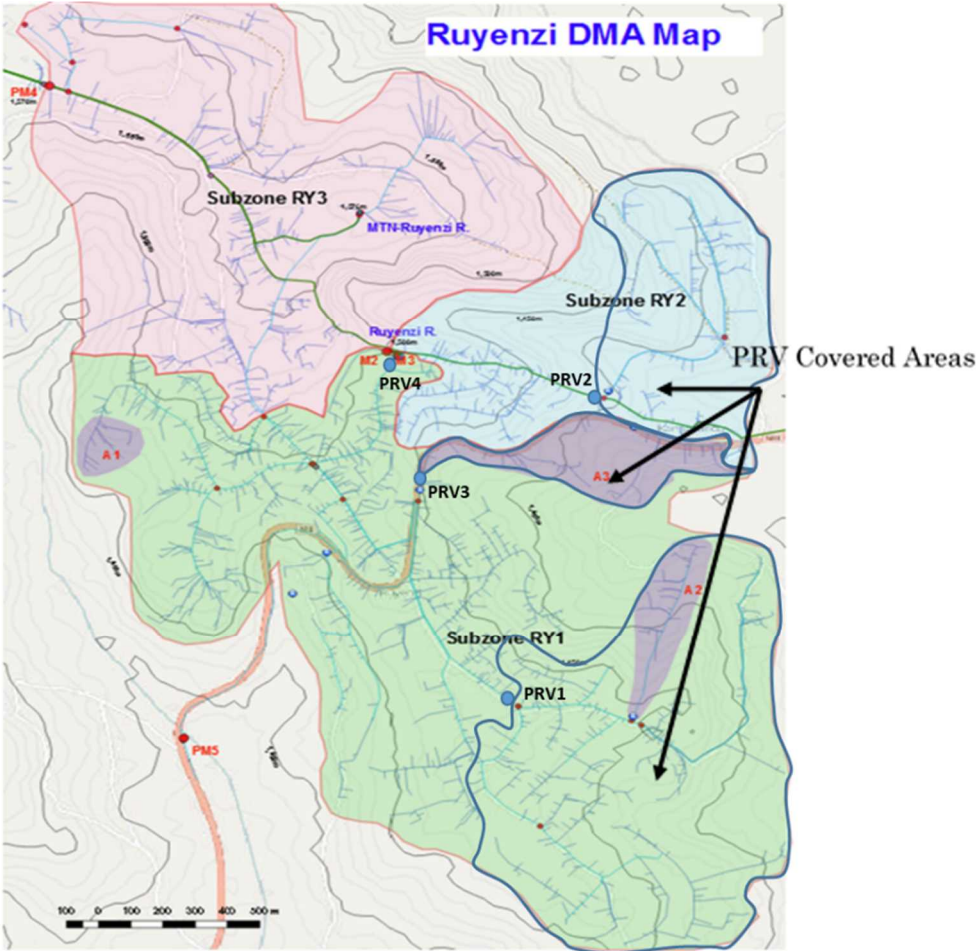 Ruyenzi DMA Map
PM4
Subzone RY3
MTN-Ruyenzi R.
Subzone RY2
Ruyenzi R.
M2 M3
PRV4
PRV2
PRV Covered Areas
A 1
A3
PRV3
A 2
Subzone RY1
PRV1
PM5
100 0 100 200 300 400 500 m